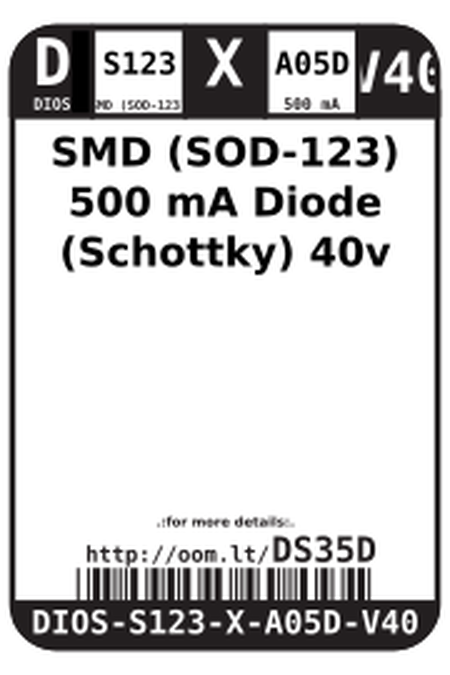 D S123 X A05D V40
DIOS MD (SOD-123 500 mA
SMD (SOD-123)
500 mA Diode
(Schottky) 40v
.:for more details:.
http://oom.lt/DS35D
DIOS-S123-X-A05D-V40